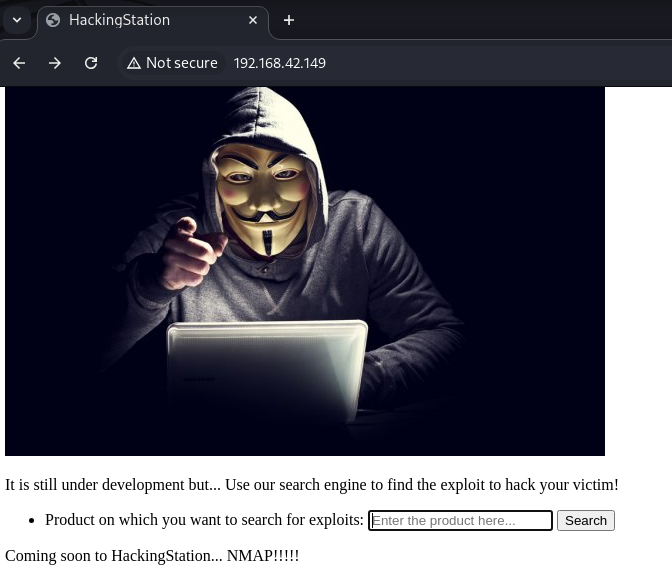 HackingStation
Not secure 192.168.42.149
It is still under development but... Use our search engine to find the exploit to hack your victim!
Product on which you want to search for exploits: Enter the product here... Search
Coming soon to HackingStation... NMAP!!!!!